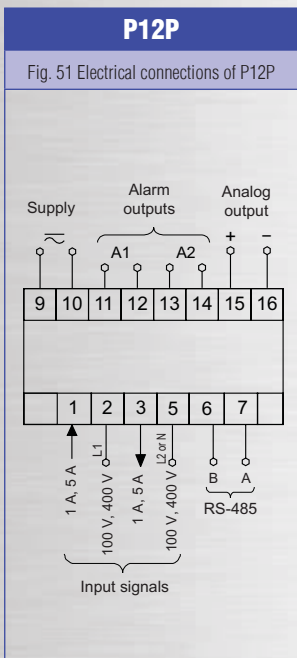 P12P
Fig. 51 Electrical connections of P12P
Supply
Alarm
outputs
Analog
output
A1
A2
+
−
9 10 11 12 13 14 15 16
1 2 3 5 6 7
1 A, 5 A
L1
100 V, 400 V
1 A, 5 A
L2 or N
100 V, 400 V
B
A
RS-485
Input signals